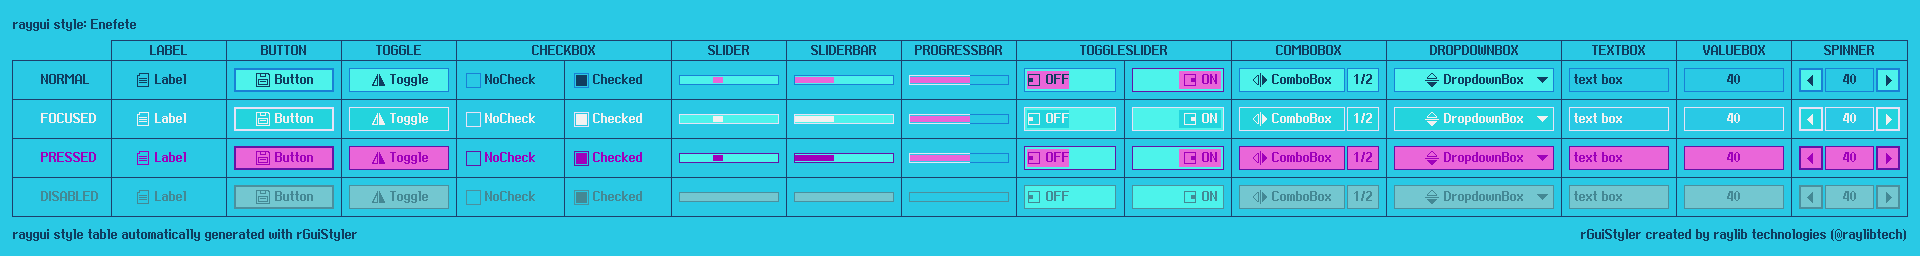 raygui style: Enefete
LABEL BUTTON TOGGLE CHECKBOX SLIDER SLIDERBAR PROGRESSBAR TOGGLESLIDER COMBOBOX DROPDOWNBOX TEXTBOX VALUEBOX SPINNER
NORMAL Label Button Toggle NoCheck Checked OFF ON ComboBox 1/2 DropdownBox text box 40 40
FOCUSED Label Button Toggle NoCheck Checked OFF ON ComboBox 1/2 DropdownBox text box 40 40
PRESSED Label Button Toggle NoCheck Checked OFF ON ComboBox 1/2 DropdownBox text box 40 40
DISABLED Label Button Toggle NoCheck Checked OFF ON ComboBox 1/2 DropdownBox text box 40 40
raygui style table automatically generated with rGuiStyler rGuiStyler created by raylib technologies (@raylibtech)